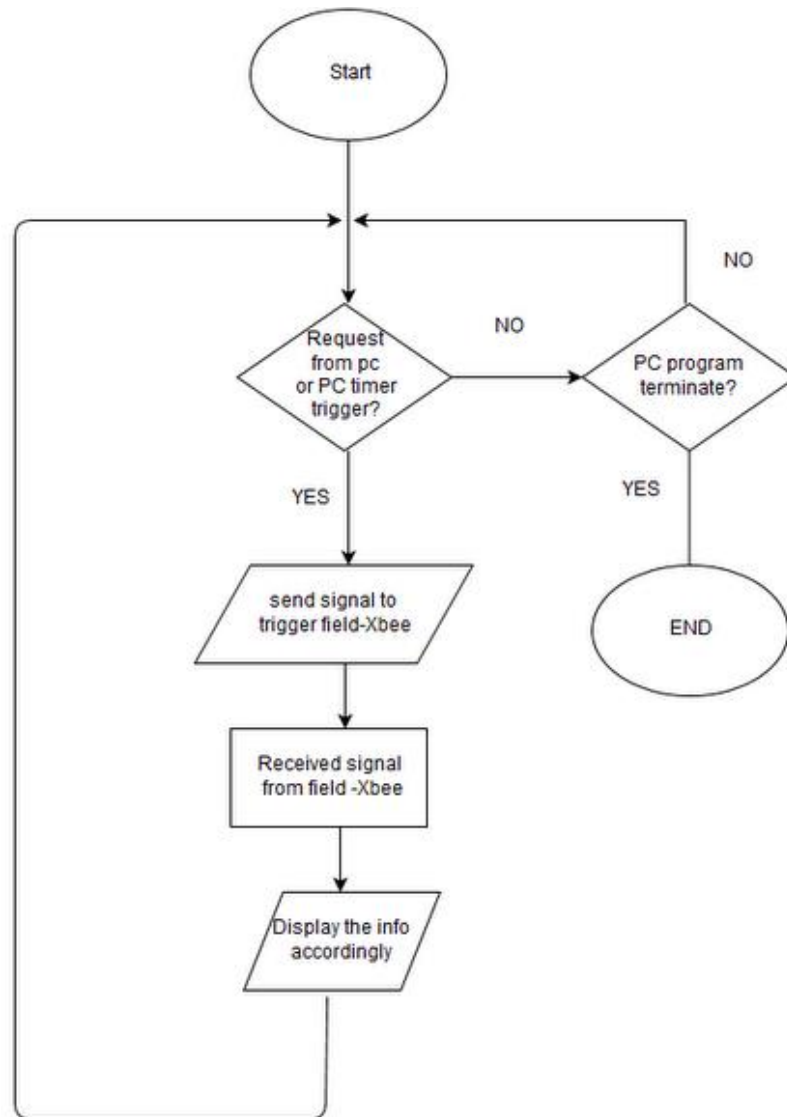 Start
NO
NO
Request
from pc
or PC timer
trigger?
PC program
terminate?
YES
YES
send signal to
trigger field-Xbee
END
Received signal
from field -Xbee
Display the info
accordingly